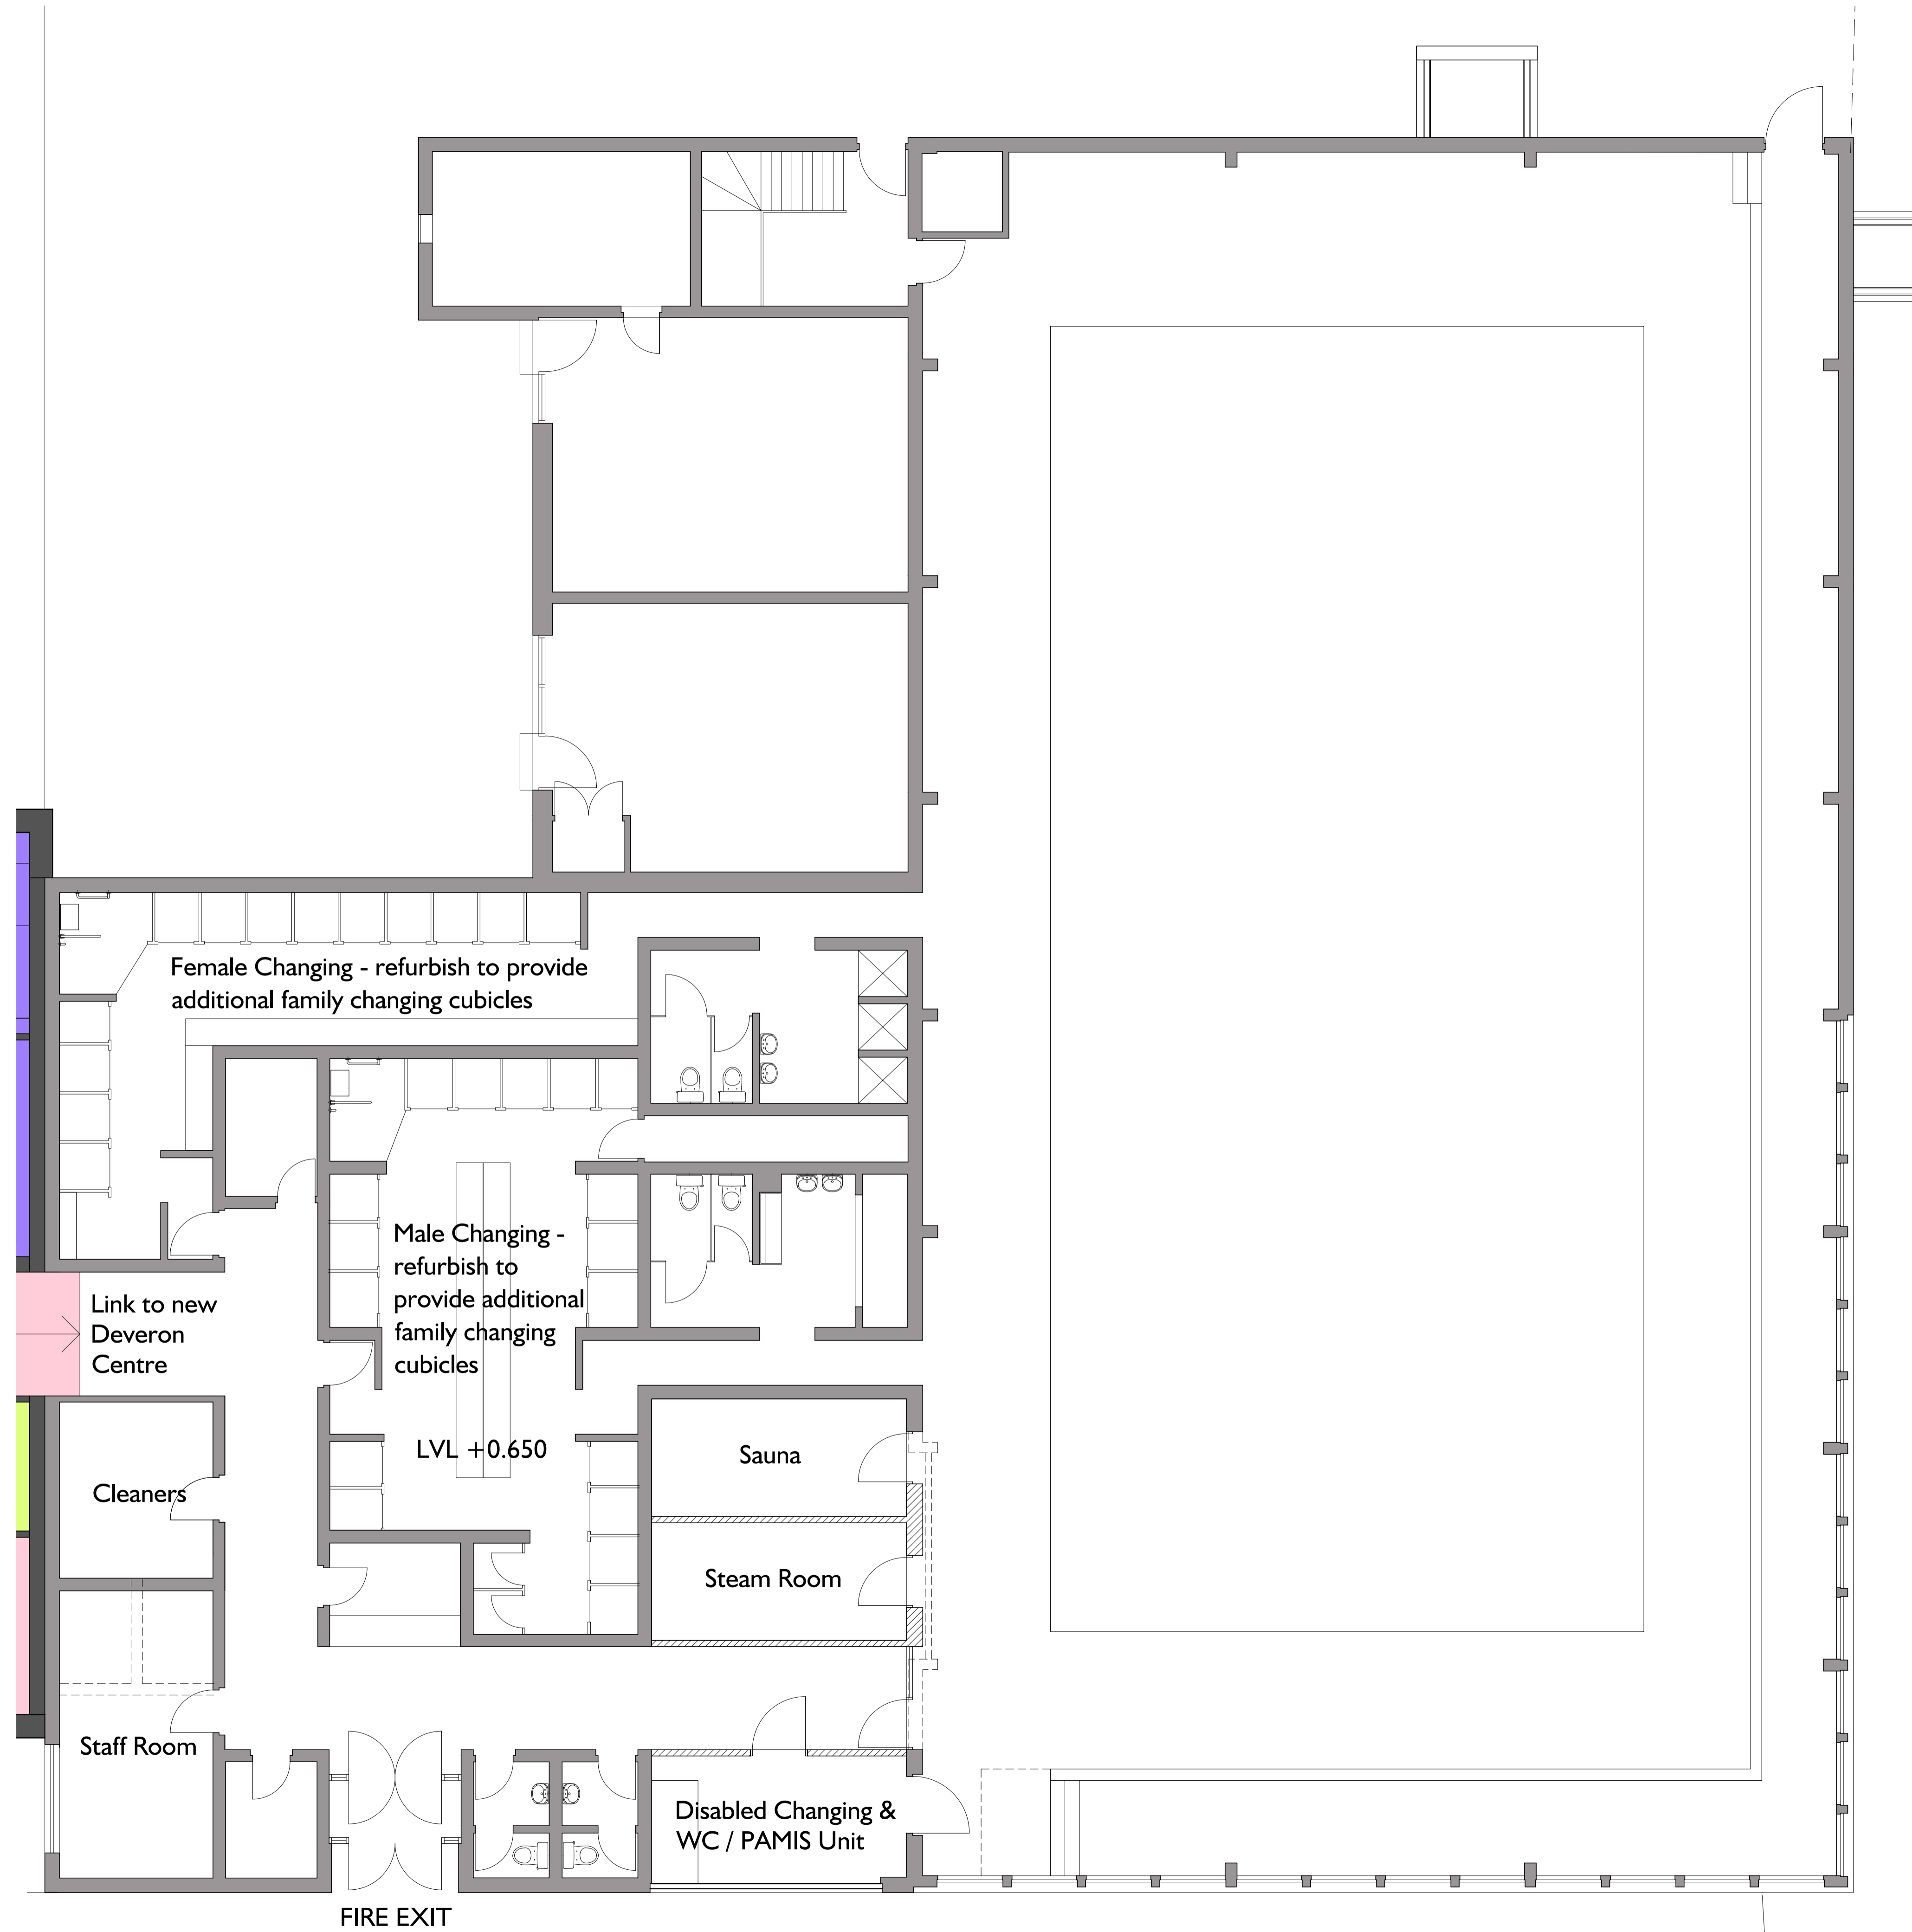 Female Changing - refurbish to provide
additional family changing cubicles
Male Changing -
refurbish to
provide additional
family changing
cubicles
Link to new
Deveron
Centre
LVL +0.650
Sauna
Cleaners
Steam Room
Staff Room
Disabled Changing &
WC / PAMIS Unit
FIRE EXIT